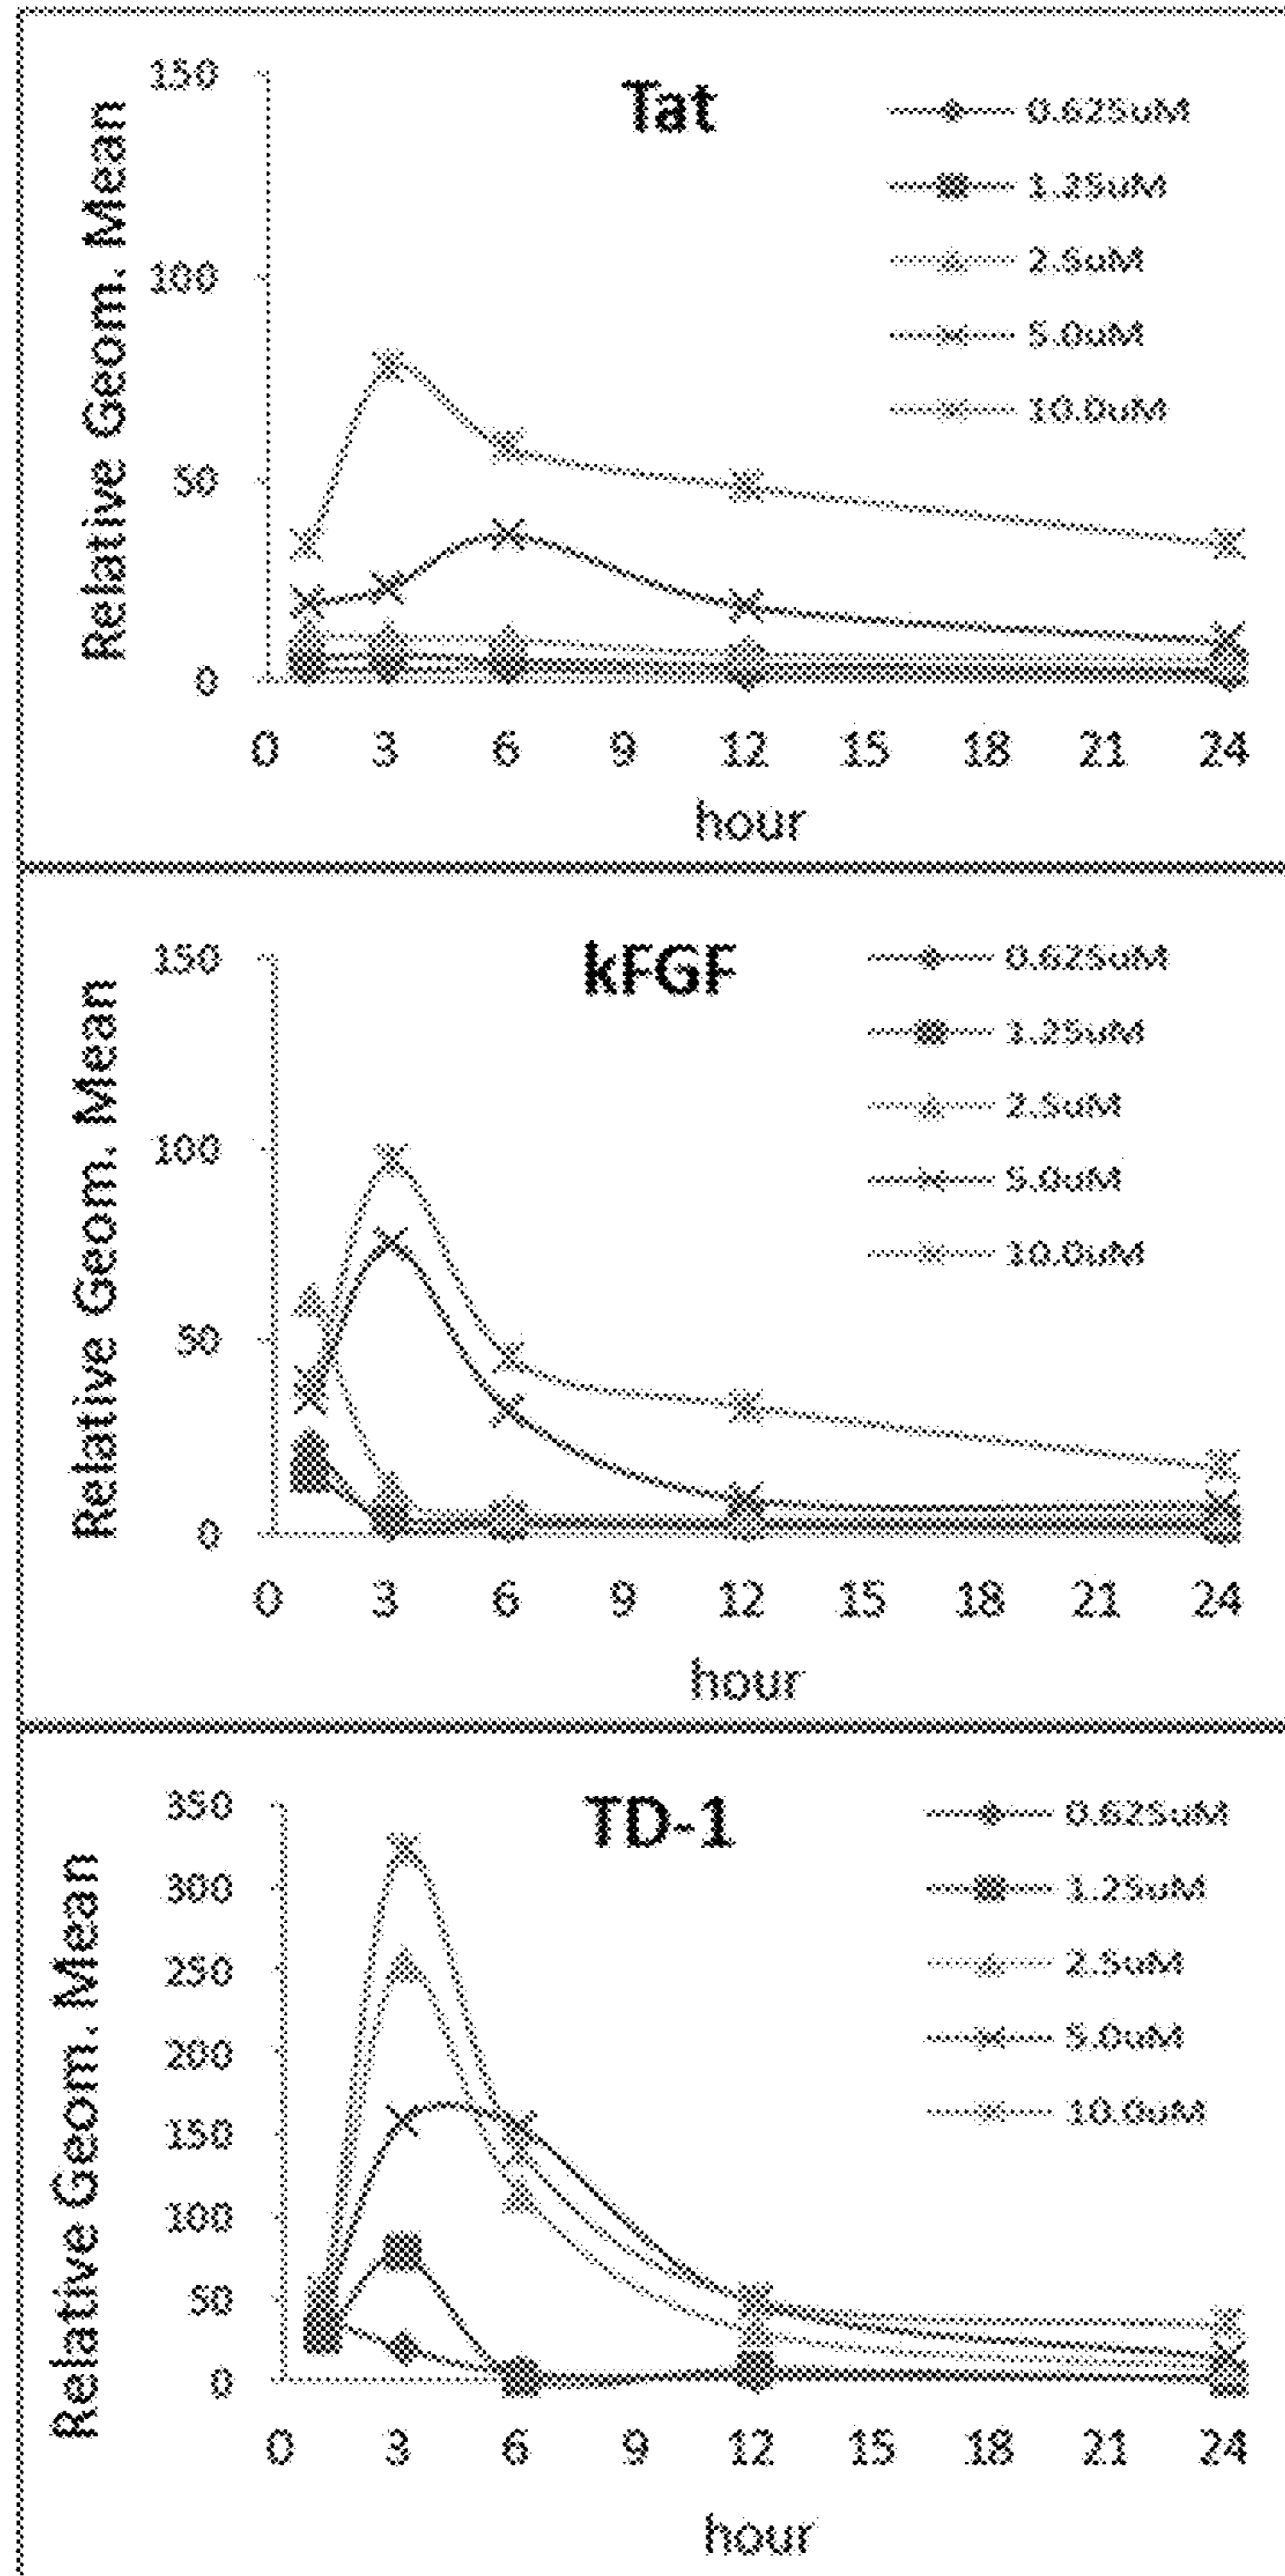 Tat
Relative Geom. Mean
150
100
50
0
0 3 6 9 12 15 18 21 24
hour
0.625uM
1.25uM
2.5uM
5.0uM
10.0uM
kFGF
Relative Geom. Mean
150
100
50
0
0 3 6 9 12 15 18 21 24
hour
0.625uM
1.25uM
2.5uM
5.0uM
10.0uM
TD-1
Relative Geom. Mean
350
300
250
200
150
100
50
0
0 3 6 9 12 15 18 21 24
hour
0.625uM
1.25uM
2.5uM
5.0uM
10.0uM